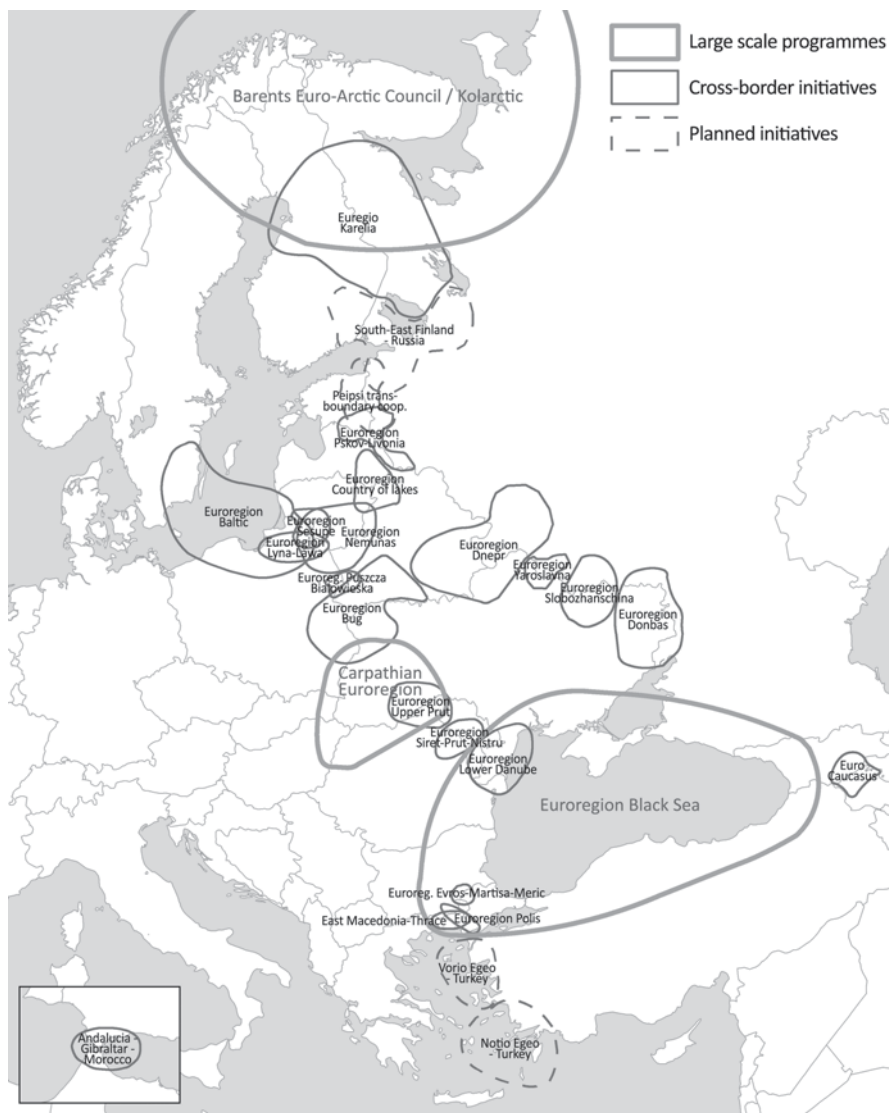 Large scale programmes
Cross-border initiatives
Planned initiatives
Barents Euro-Arctic Council / Kolarctic
Euregio
Karelia
South-East Finland
- Russia
Peipsi trans-
boundary coop.
Euroregion
Pskov-Livonia
Euroregion
Country of lakes
Euroregion
Baltic
Euroregion
Sesupe
Euroregion
Nemunas
Euroregion
Lyna-Lawa
Euroregion
Dnepr
Euroregion
Yaroslavna
Euroregion
Slobozhanschina
Euroregion
Donbas
Euroreg. Puszcza
Bialowieska
Euroregion
Bug
Carpathian
Euroregion
Euroregion
Upper Prut
Euroregion
Siret-Prut-Nistru
Euroregion
Lower Danube
Euro
Caucasus
Euroregion Black Sea
Euroreg. Evros-Martisa-Meric
East Macedonia-Thrace
Euroregion Polis
Vorio Egeo
- Turkey
Notio Egeo
- Turkey
Andalucia -
Gibraltar -
Morocco